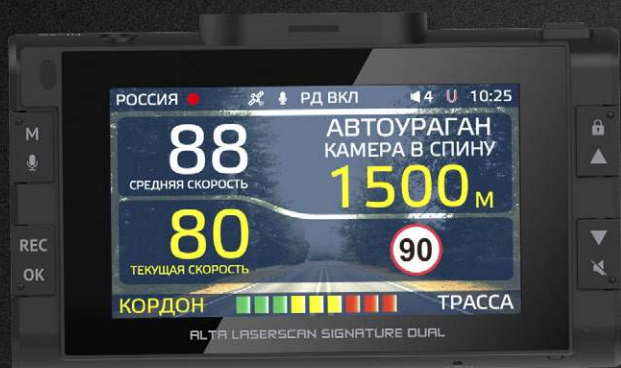 РОССИЯ РД ВКЛ 4 10:25
88
СРЕДНЯЯ СКОРОСТЬ
АВТОУРАГАН
КАМЕРА В СПИНУ
1500 м
80
ТЕКУЩАЯ СКОРОСТЬ
90
КОРДОН ТРАССА
ALTA LASERSCAN SIGNATURE DUAL
M
REC
OK